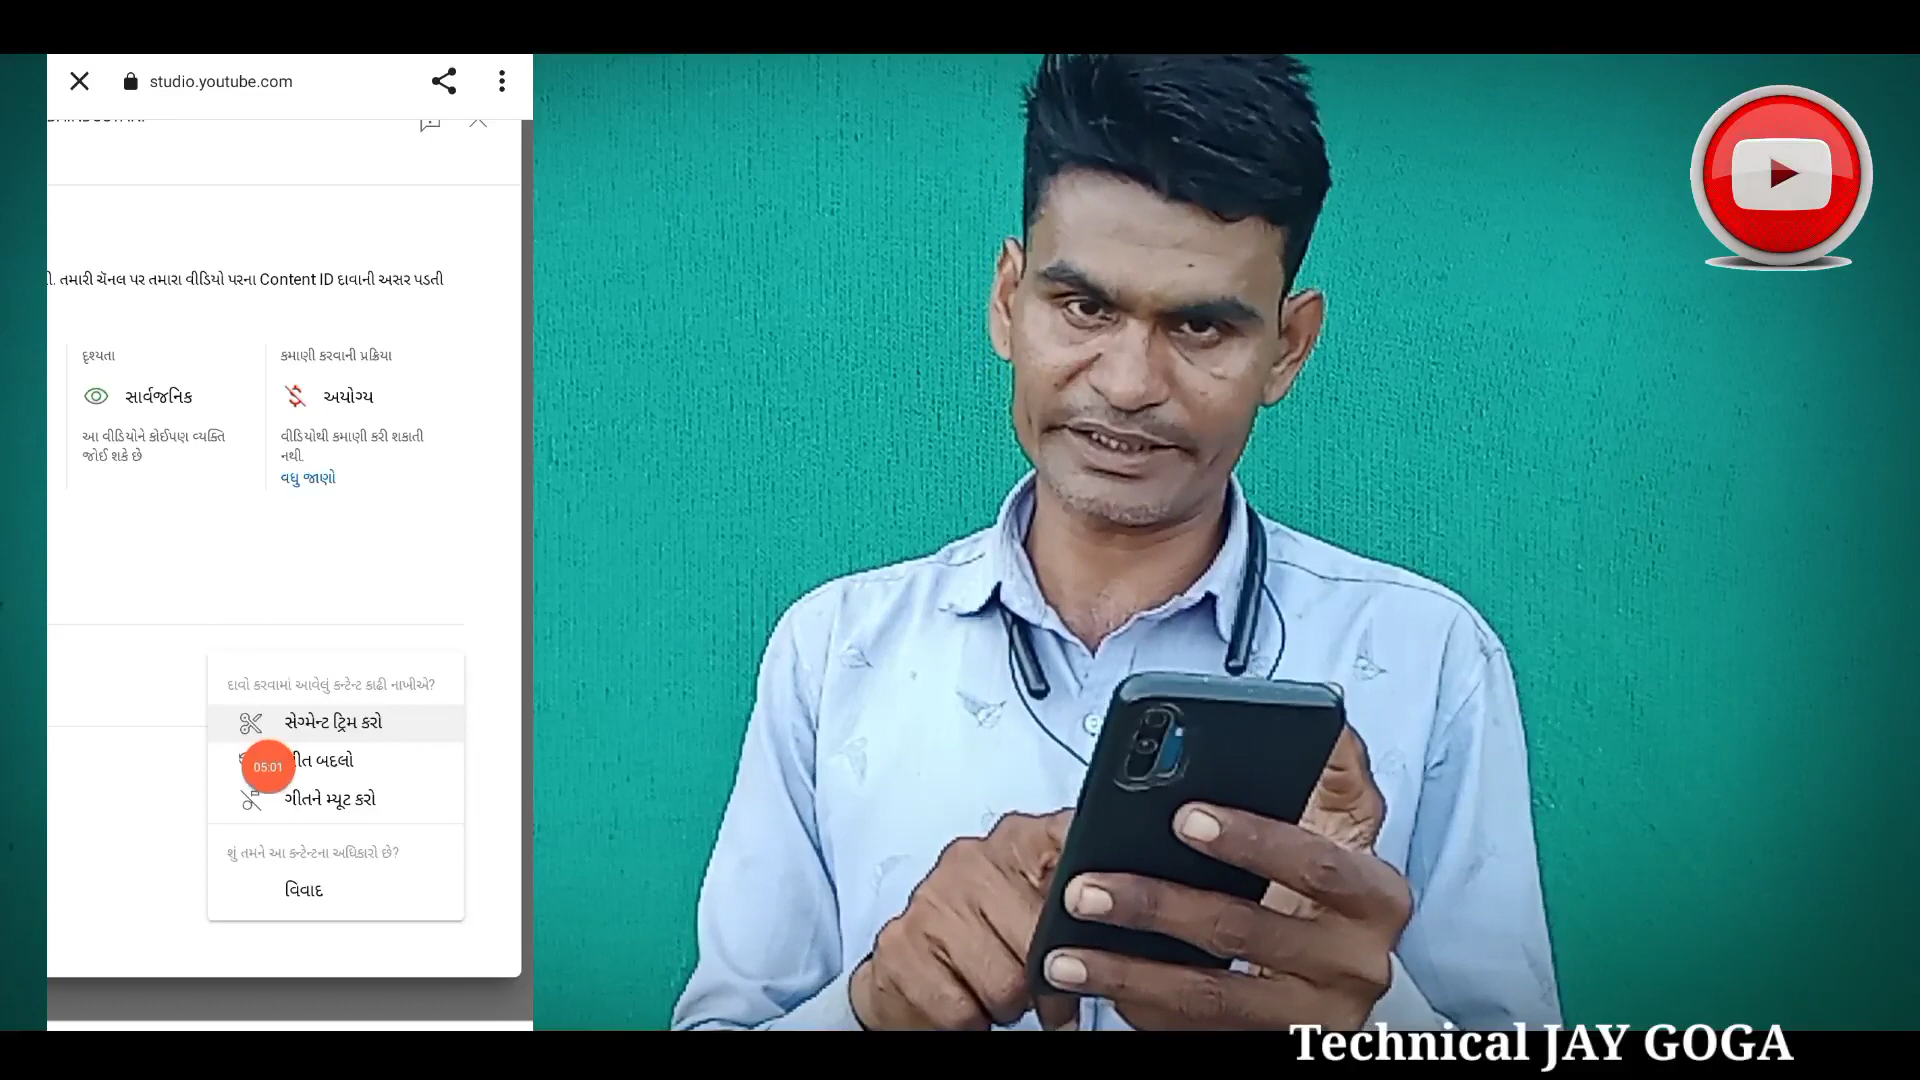 studio.youtube.com
તમારી ચૅનલ પર તમારા વીડિયો પરના Content ID દાવાની અસર પડતી
દૃશ્યતા
સાર્વજનિક
આ વીડિયોને કોઈપણ વ્યક્તિ
જોઈ શકે છે
કમાણી કરવાની પ્રક્રિયા
અયોગ્ય
વીડિયોથી કમાણી કરી શકાતી
નથી.
વધુ જાણો
દાવો કરવામાં આવેલું કન્ટેન્ટ કાઢી નાખીએ?
સેગ્મેન્ટ ટ્રિમ કરો
05:01
બદલો
ગીતને મ્યૂટ કરો
શું તમને આ કન્ટેન્ટના અધિકારો છે?
વિવાદ
Technical JAY GOGA